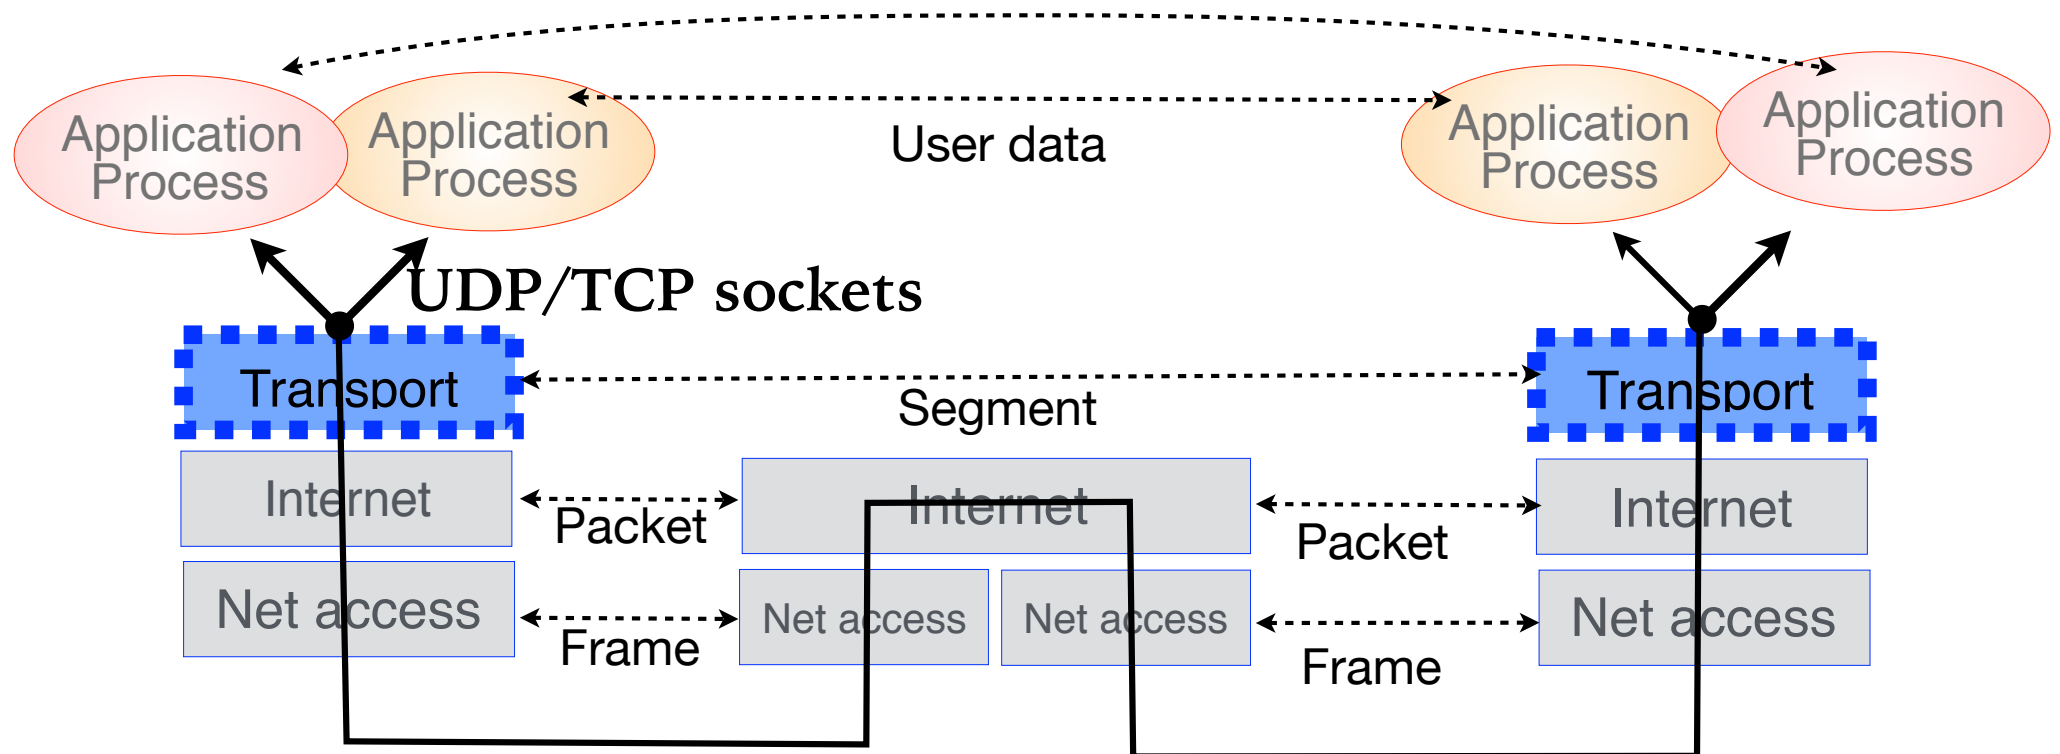 Application
Process
Application
Process
User data
Application
Process
Application
Process
UDP/TCP sockets
Transport
Segment
Transport
Internet
Packet
Internet
Packet
Internet
Net access
Frame
Net access
Net access
Frame
Net access